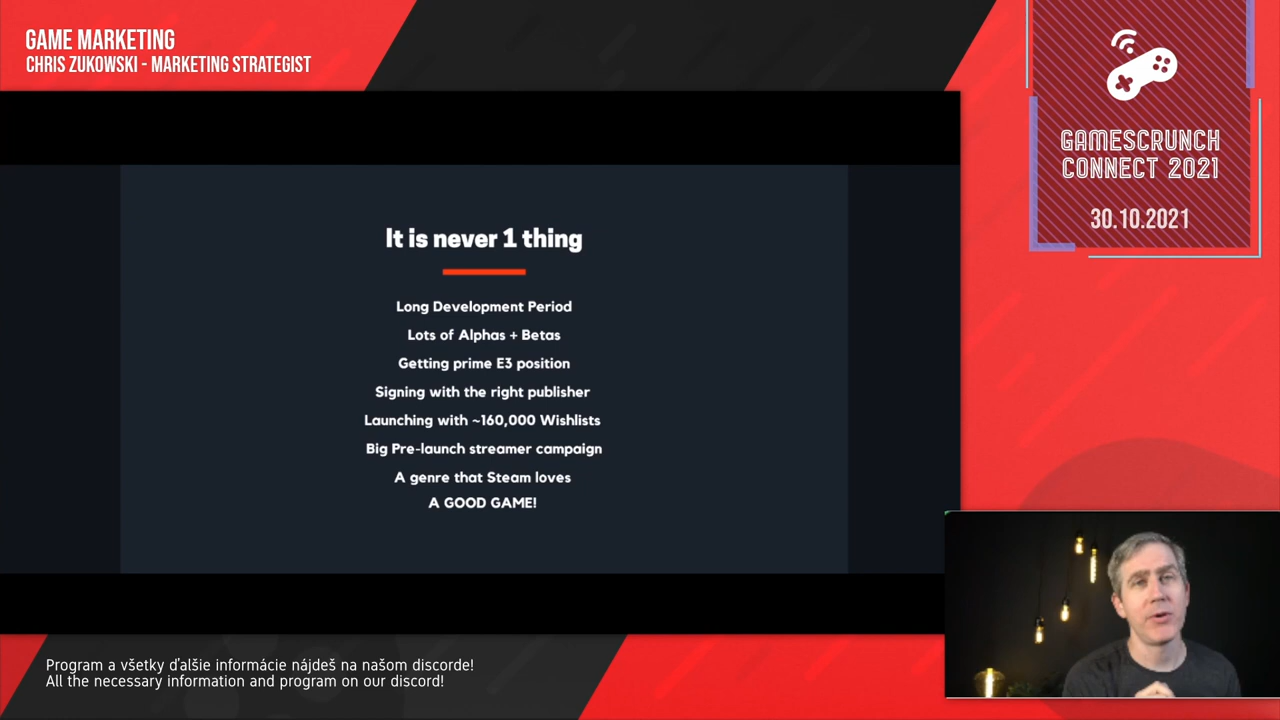 GAME MARKETING
CHRIS ZUKOWSKI - MARKETING STRATEGIST
GAMESCRUNCH
CONNECT 2021
30.10.2021
It is never 1 thing
Long Development Period
Lots of Alphas + Betas
Getting prime E3 position
Signing with the right publisher
Launching with ~160,000 Wishlists
Big Pre-launch streamer campaign
A genre that Steam loves
A GOOD GAME!
Program a všetky ďalšie informácie nájdeš na našom discorde!
All the necessary information and program on our discord!